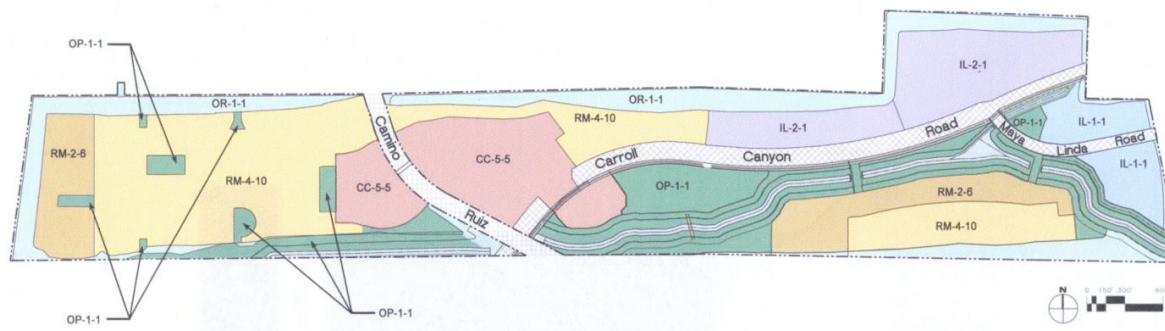 OP-1-1
OR-1-1
RM-2-6
RM-4-10
Camino
CC-5-5
CC-5-5
Ruiz
OR-1-1
RM-4-10
IL-2-1
IL-2-1
Carroll
Canyon
Road
OP-1-1
OP-1-1
Maya
Linda
Road
IL-1-1
IL-1-1
RM-2-6
RM-4-10
OP-1-1
OP-1-1
N
0 150' 300'